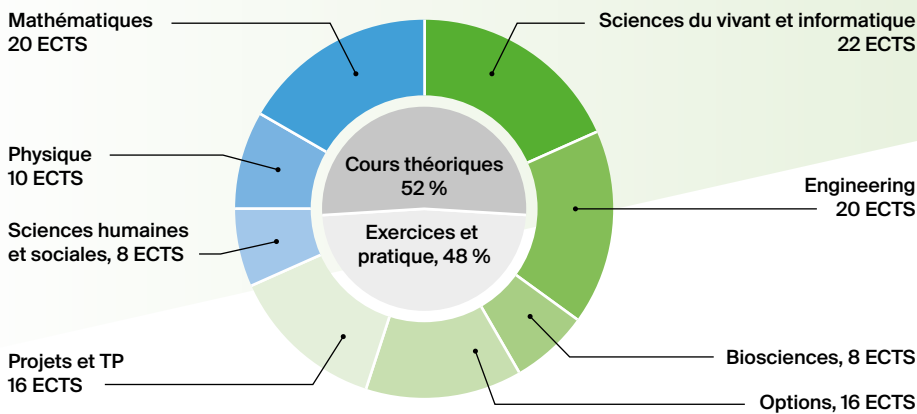 Mathématiques
20 ECTS
Sciences du vivant et informatique
22 ECTS
Physique
10 ECTS
Cours théoriques
52 %
Engineering
20 ECTS
Sciences humaines
et sociales, 8 ECTS
Exercices et
pratique, 48 %
Projets et TP
16 ECTS
Biosciences, 8 ECTS
Options, 16 ECTS